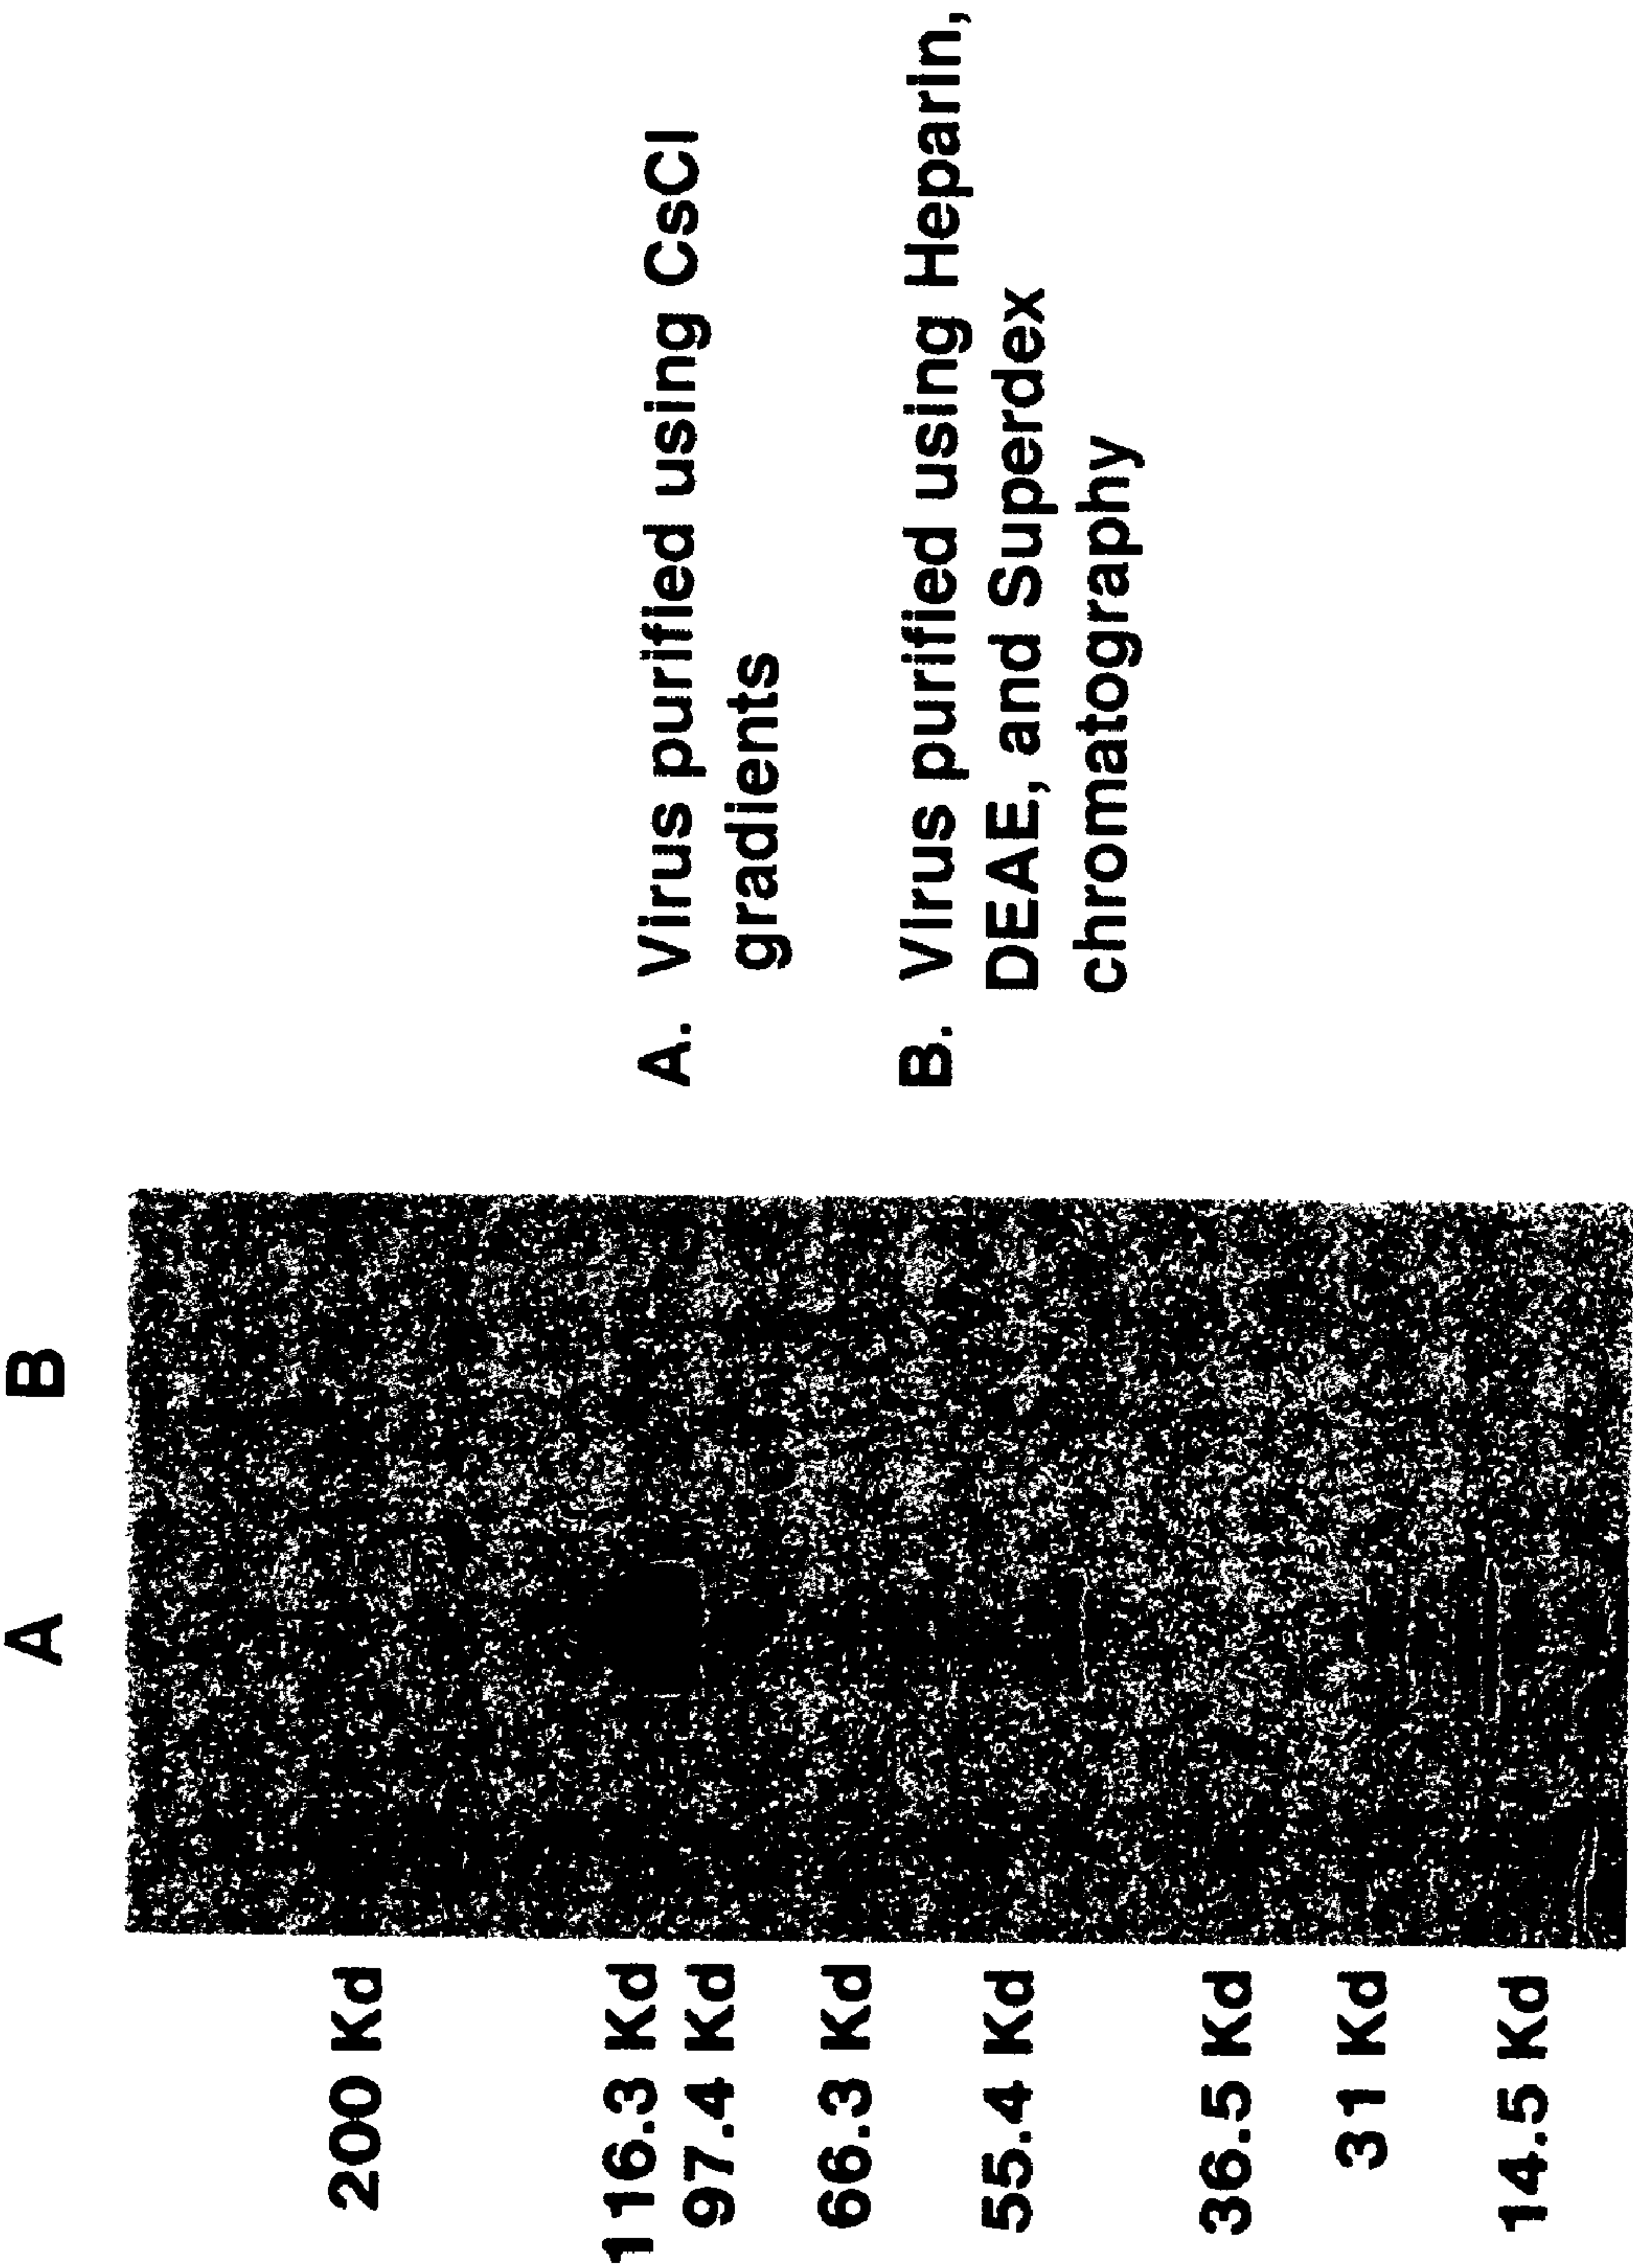 A
B
200 Kd
116.3 Kd
97.4 Kd
66.3 Kd
55.4 Kd
36.5 Kd
31 Kd
14.5 Kd
A. Virus purified using CsCl
gradients
B. Virus purified using Heparin,
DEAE, and Superdex
chromatography